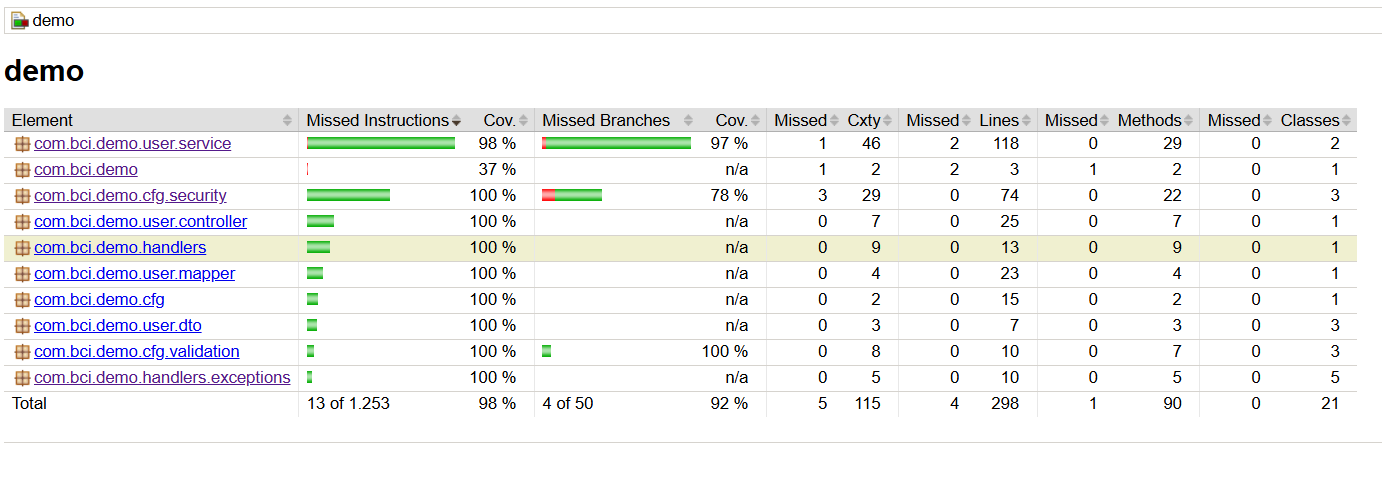 demo
demo
Element Missed Instructions Cov. Missed Branches Cov. Missed Cxty Missed Lines Missed Methods Missed Classes
com.bci.demo.user.service 98 % 97 % 1 46 2 118 0 29 0 2
com.bci.demo 37 % n/a 1 2 2 3 1 2 0 1
com.bci.demo.cfg.security 100 % 78 % 3 29 0 74 0 22 0 3
com.bci.demo.user.controller 100 % n/a 0 7 0 25 0 7 0 1
com.bci.demo.handlers 100 % n/a 0 9 0 13 0 9 0 1
com.bci.demo.user.mapper 100 % n/a 0 4 0 23 0 4 0 1
com.bci.demo.cfg 100 % n/a 0 2 0 15 0 2 0 1
com.bci.demo.user.dto 100 % n/a 0 3 0 7 0 3 0 3
com.bci.demo.cfg.validation 100 % 100 % 0 8 0 10 0 7 0 3
com.bci.demo.handlers.exceptions 100 % n/a 0 5 0 10 0 5 0 5
Total 13 of 1.253 98 % 4 of 50 92 % 5 115 4 298 1 90 0 21